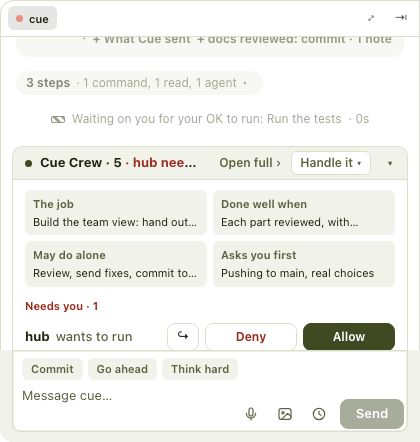 cue
+ What Cue sent + docs reviewed: commit · 1 note
3 steps · 1 command, 1 read, 1 agent
Waiting on you for your OK to run: Run the tests · 0s
Cue Crew · 5 · hub nee...
Open full ›
Handle it
The job
Build the team view: hand out...
Done well when
Each part reviewed, with...
May do alone
Review, send fixes, commit to...
Asks you first
Pushing to main, real choices
Needs you · 1
hub wants to run
Deny
Allow
Commit
Go ahead
Think hard
Message cue...
Send